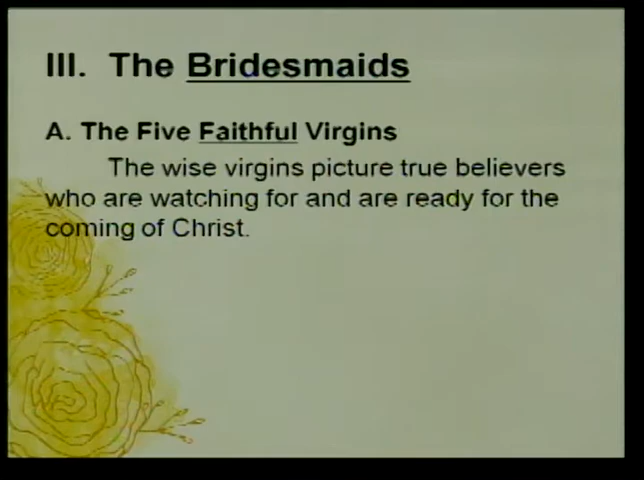 III. The Bridesmaids
A. The Five Faithful Virgins
The wise virgins picture true believers
who are watching for and are ready for the
coming of Christ.